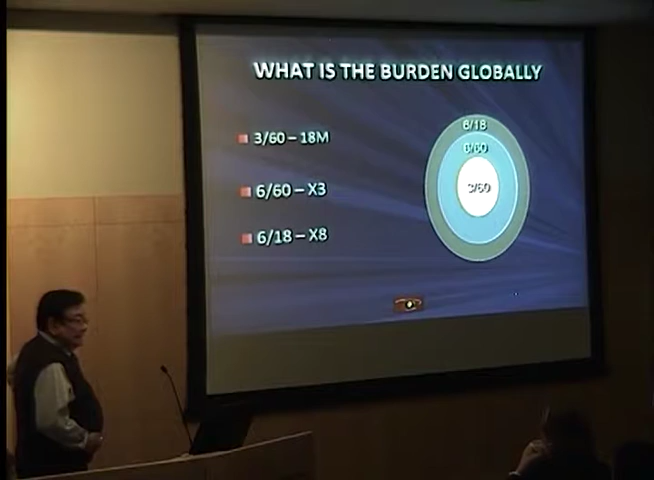 WHAT IS THE BURDEN GLOBALLY
3/60 – 18M
6/60 – X3
6/18 – X8
6/18
6/60
3/60